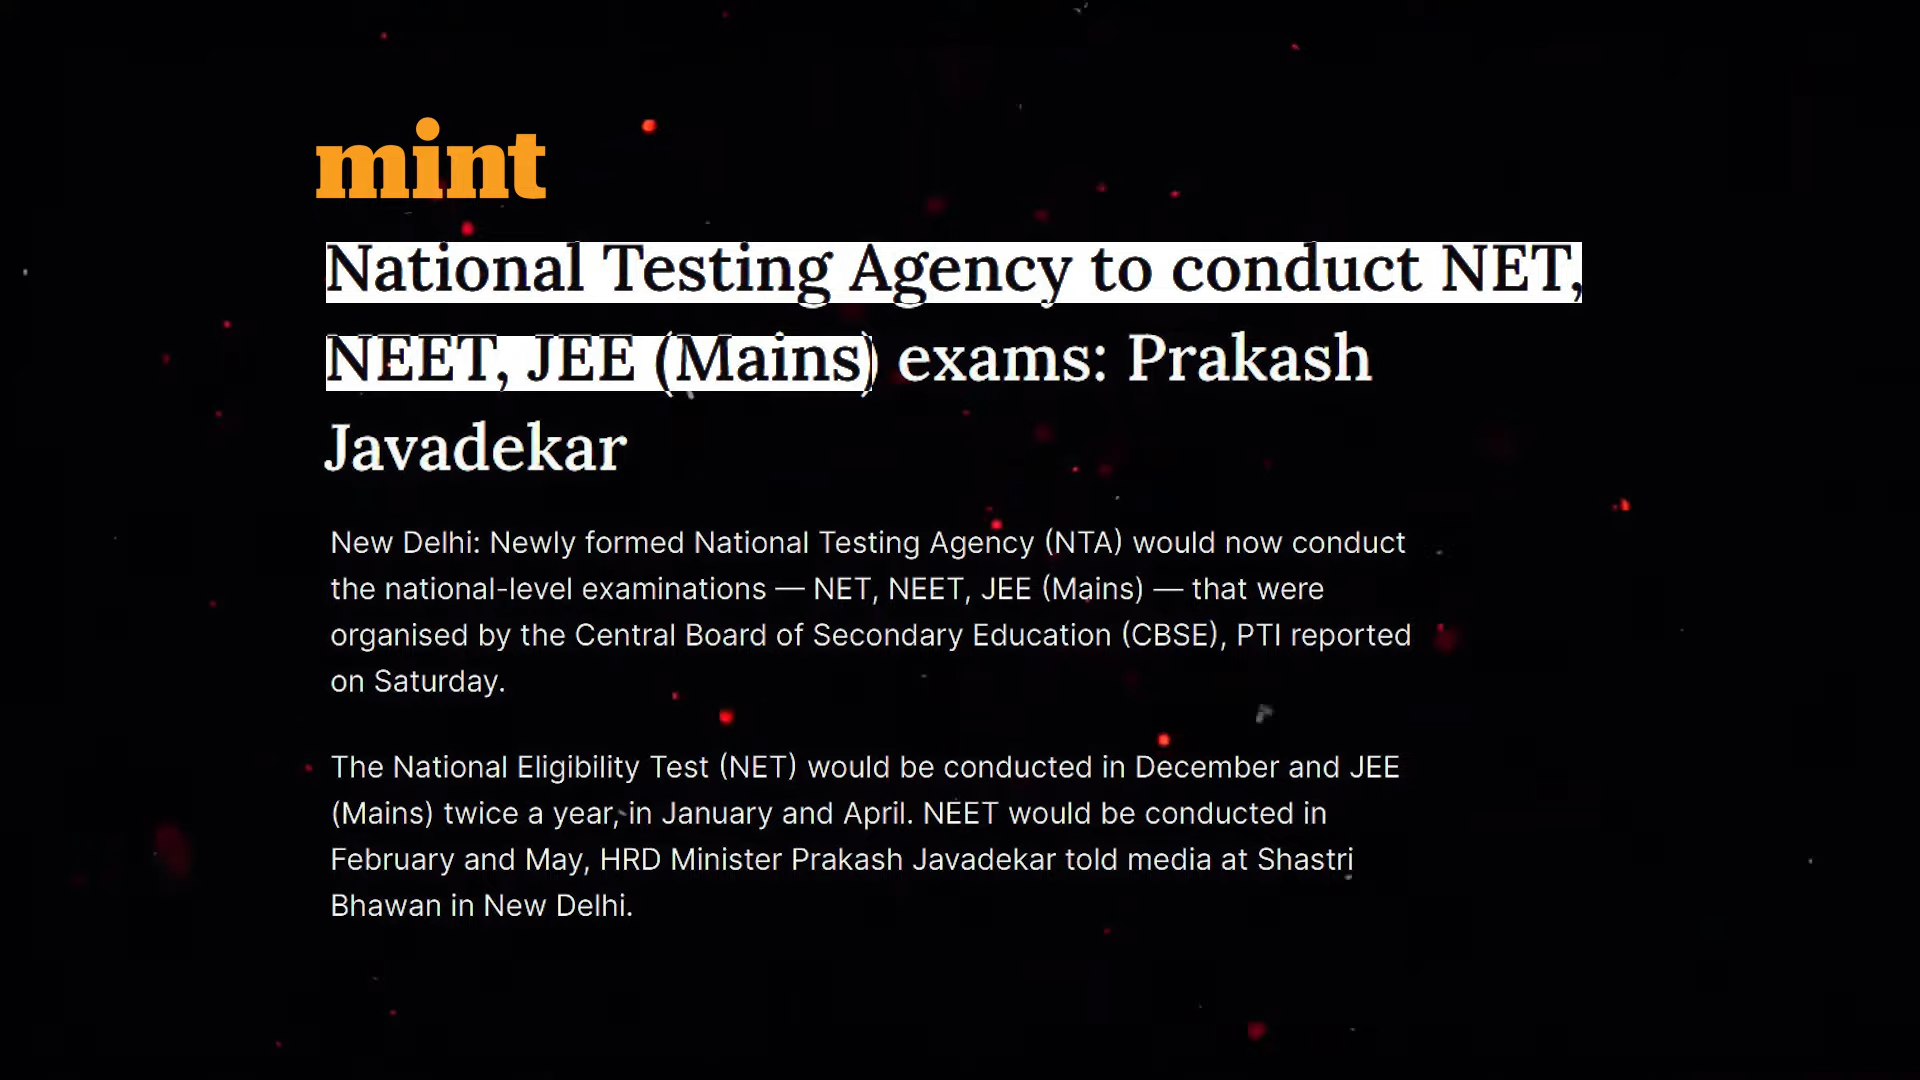 mint
National Testing Agency to conduct NET,
NEET, JEE (Mains) exams: Prakash
Javadekar
New Delhi: Newly formed National Testing Agency (NTA) would now conduct
the national-level examinations — NET, NEET, JEE (Mains) — that were
organised by the Central Board of Secondary Education (CBSE), PTI reported
on Saturday.
The National Eligibility Test (NET) would be conducted in December and JEE
(Mains) twice a year, in January and April. NEET would be conducted in
February and May, HRD Minister Prakash Javadekar told media at Shastri
Bhawan in New Delhi.